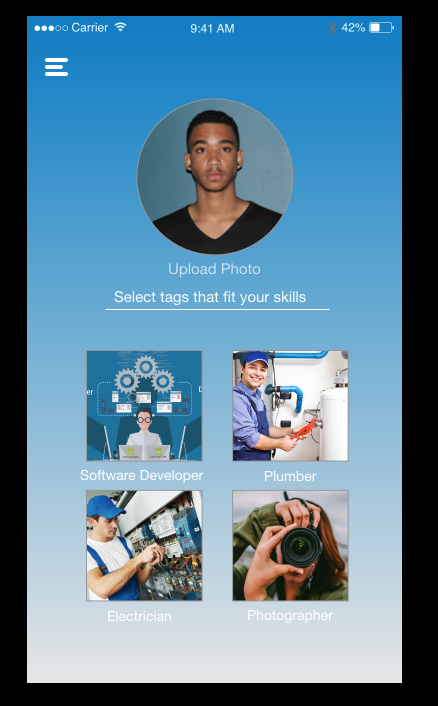 Carrier 9:41 AM 42%
Upload Photo
Select tags that fit your skills
Software Developer
Plumber
Electrician
Photographer